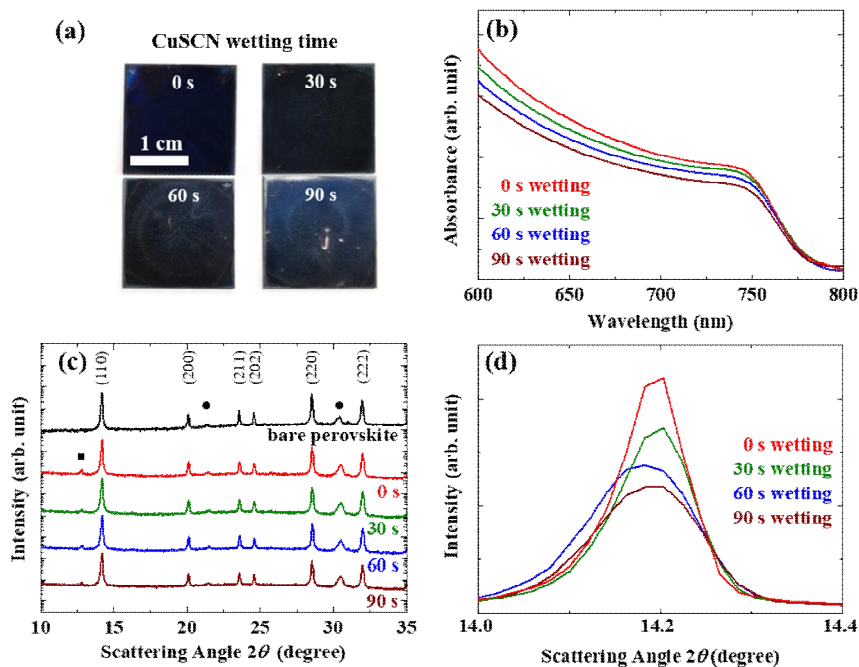 (a)
CuSCN wetting time
0 s
30 s
1 cm
60 s
90 s
(b)
Absorbance (arb. unit)
0 s wetting
30 s wetting
60 s wetting
90 s wetting
600
650
700
750
800
Wavelength (nm)
(c)
(110)
(200)
(211)
(202)
(220)
(222)
bare perovskite
0 s
30 s
60 s
90 s
Intensity (arb. unit)
10
15
20
25
30
35
Scattering Angle 2θ (degree)
(d)
Intensity (arb. unit)
0 s wetting
30 s wetting
60 s wetting
90 s wetting
14.0
14.2
14.4
Scattering Angle 2θ(degree)